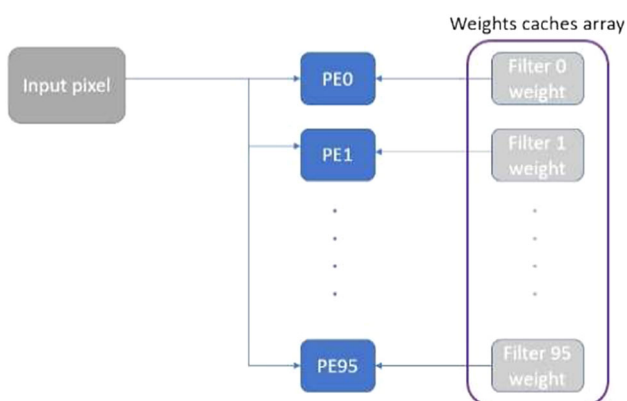 Weights caches array
Input pixel
PE0
Filter 0
weight
PE1
Filter 1
weight
PE95
Filter 95
weight